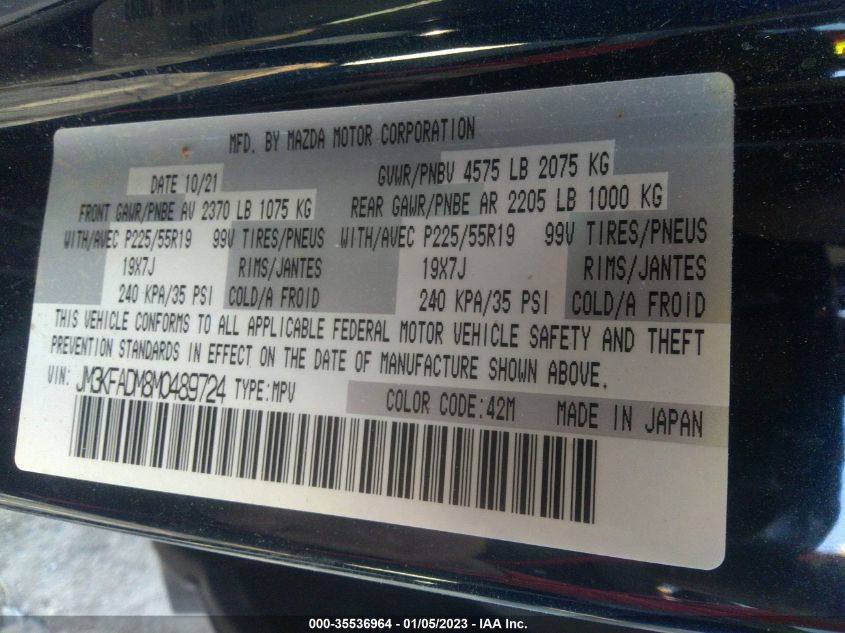 MFD. BY MAZDA MOTOR CORPORATION
DATE 10/21 GVWR/PNBV 4575 LB 2075 KG
FRONT GAWR/PNBE AV 2370 LB 1075 KG REAR GAWR/PNBE AR 2205 LB 1000 KG
WITH/AVEC P225/55R19 99V TIRES/PNEUS WITH/AVEC P225/55R19 99V TIRES/PNEUS
19X7J RIMS/JANTES 19X7J RIMS/JANTES
240 KPA/35 PSI COLD/A FROID 240 KPA/35 PSI COLD/A FROID
THIS VEHICLE CONFORMS TO ALL APPLICABLE FEDERAL MOTOR VEHICLE SAFETY AND THEFT
PREVENTION STANDARDS IN EFFECT ON THE DATE OF MANUFACTURE SHOWN ABOVE.
VIN: JM3KFADM8M0489724 TYPE:MPV COLOR CODE:42M MADE IN JAPAN
000-35536964 - 01/05/2023 - IAA Inc.